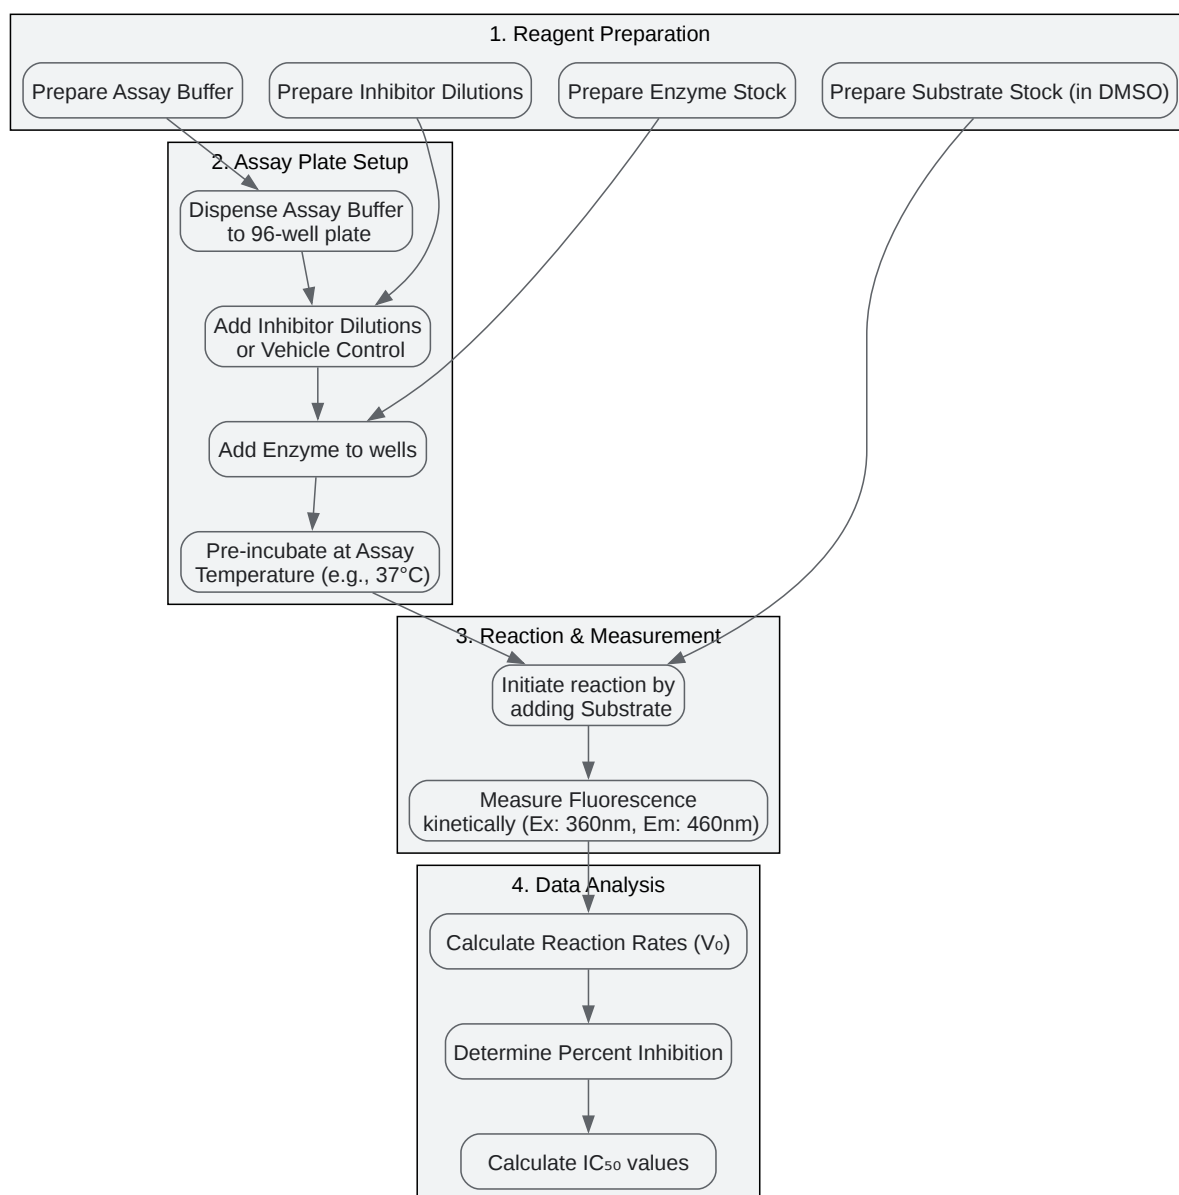 1. Reagent Preparation
Prepare Assay Buffer
Prepare Inhibitor Dilutions
Prepare Enzyme Stock
Prepare Substrate Stock (in DMSO)
2. Assay Plate Setup
Dispense Assay Buffer
to 96-well plate
Add Inhibitor Dilutions
or Vehicle Control
Add Enzyme to wells
Pre-incubate at Assay
Temperature (e.g., 37°C)
3. Reaction & Measurement
Initiate reaction by
adding Substrate
Measure Fluorescence
kinetically (Ex: 360nm, Em: 460nm)
4. Data Analysis
Calculate Reaction Rates (V₀)
Determine Percent Inhibition
Calculate IC₅₀ values